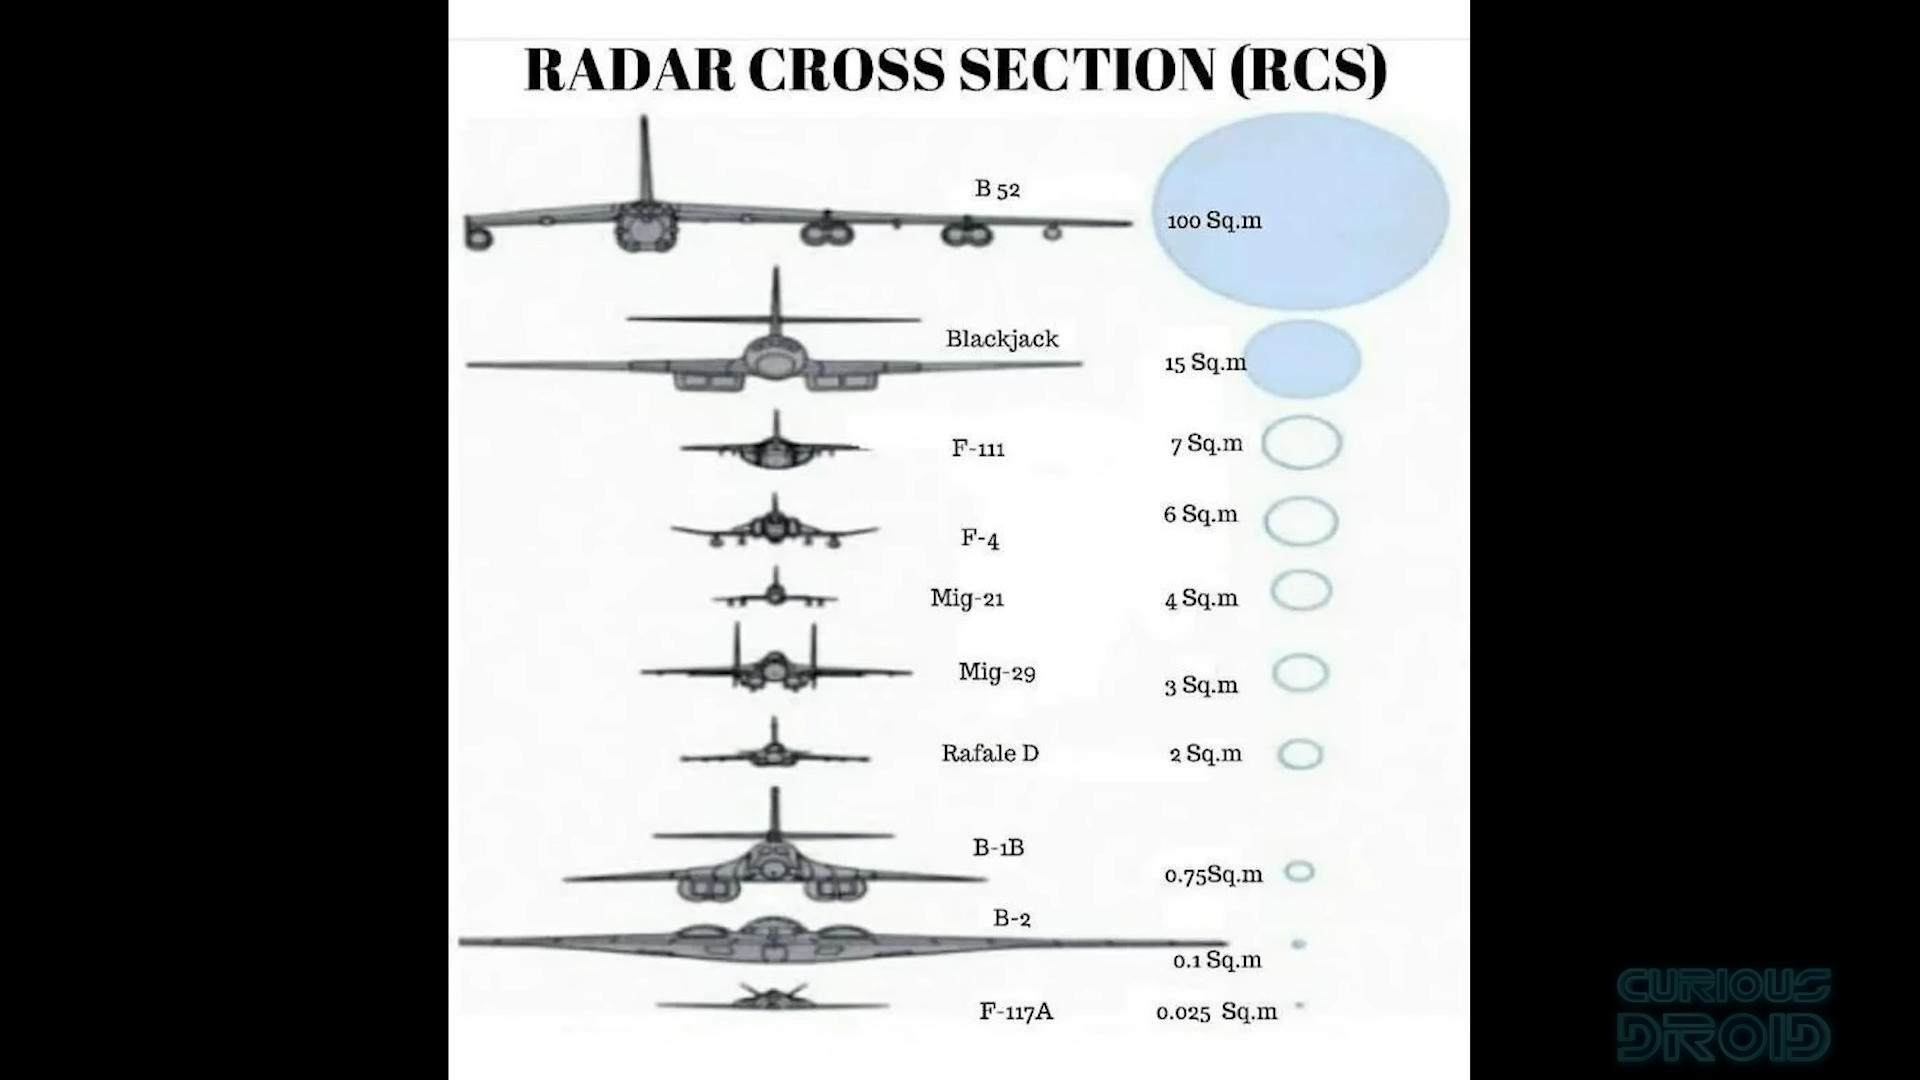 RADAR CROSS SECTION (RCS)
B 52
100 Sq.m
Blackjack
15 Sq.m
F-111
7 Sq.m
F-4
6 Sq.m
Mig-21
4 Sq.m
Mig-29
3 Sq.m
Rafale D
2 Sq.m
B-1B
0.75Sq.m
B-2
0.1 Sq.m
F-117A
0.025 Sq.m
CURIOUS
DROID